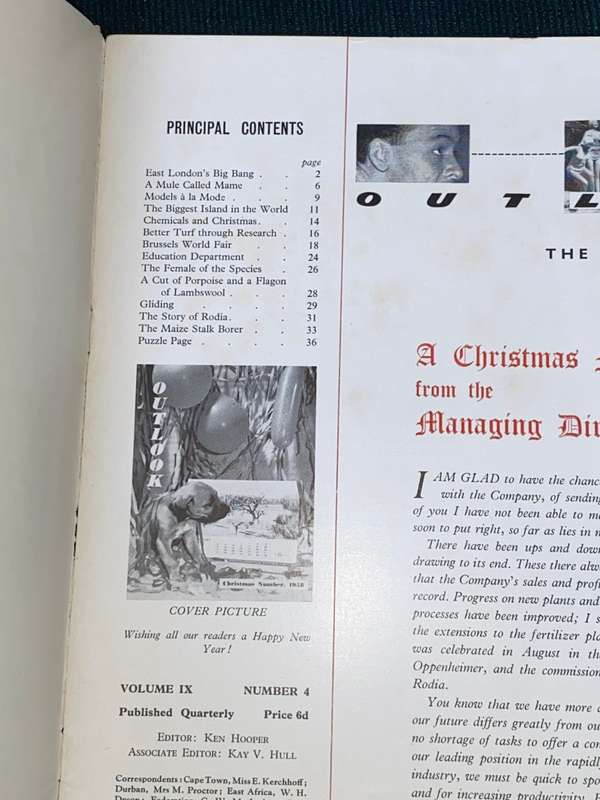 PRINCIPAL CONTENTS
page
East London's Big Bang . . 2
A Mule Called Mame . . 6
Models à la Mode . . . 9
The Biggest Island in the World 11
Chemicals and Christmas . . 14
Better Turf through Research . 16
Brussels World Fair . . 18
Education Department . . 24
The Female of the Species . 26
A Cut of Porpoise and a Flagon
of Lambswool . . . 28
Gliding . . . . 29
The Story of Rodia . . . 31
The Maize Stalk Borer . . 33
Puzzle Page . . . . 36
OUTLOOK
Christmas Number, 1958
COVER PICTURE
Wishing all our readers a Happy New
Year!
VOLUME IX NUMBER 4
Published Quarterly Price 6d
EDITOR: KEN HOOPER
ASSOCIATE EDITOR: KAY V. HULL
Correspondents: Cape Town, Miss E. Kerchhoff;
Durban, Mrs M. Proctor; East Africa, W. H.
OUTL
THE
A Christmas
from the
Managing Dir
I AM GLAD to have the chanc
with the Company, of sending
of you I have not been able to m
soon to put right, so far as lies in m
There have been ups and dow
drawing to its end. These there alw
that the Company's sales and prof
record. Progress on new plants and
processes have been improved; I s
the extensions to the fertilizer pla
was celebrated in August in th
Oppenheimer, and the commission
Rodia.
You know that we have more
our future differs greatly from ou
no shortage of tasks to offer a con
our leading position in the rapidl
industry, we must be quick to spo
and for increasing productivity.